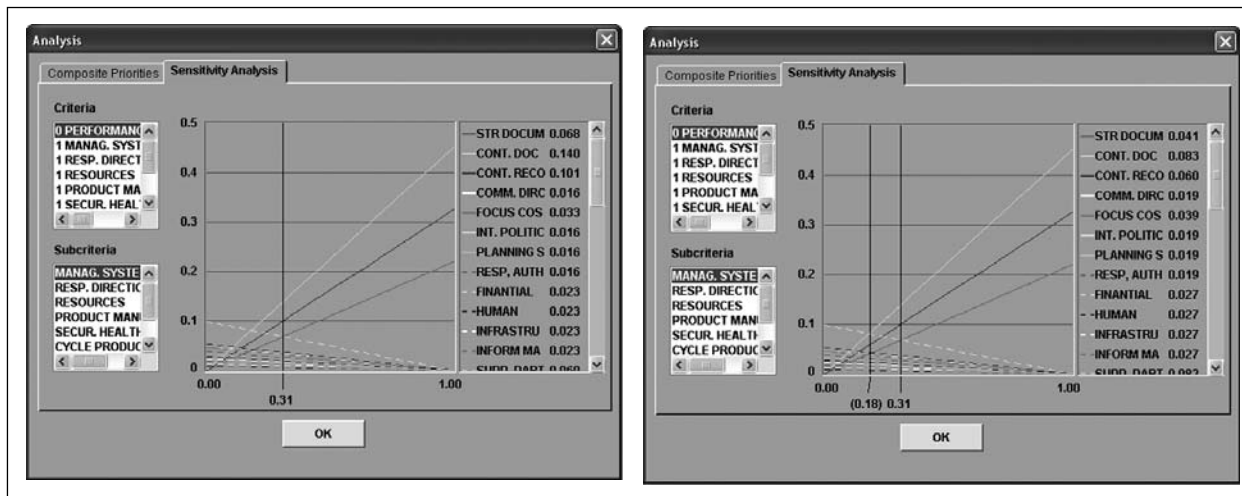 Analysis
Composite Priorities Sensitivity Analysis
Criteria
0 PERFORMANC
1 MANAG. SYST
1 RESP. DIRECT
1 RESOURCES
1 PRODUCT MA
1 SECUR. HEAL
Subcriteria
MANAG. SYSTE
RESP. DIRECTIC
RESOURCES
PRODUCT MANI
SECUR. HEALTH
CYCLE PRODUC
0.5
0.4
0.3
0.2
0.1
0
0.00 1.00
0.31
STR DOCUM 0.068
CONT. DOC 0.140
CONT. RECO 0.101
COMM. DIRC 0.016
FOCUS COS 0.033
INT. POLITIC 0.016
PLANNING S 0.016
RESP, AUTH 0.016
FINANTIAL 0.023
HUMAN 0.023
INFRASTRU 0.023
INFORM MA 0.023
OK
Analysis
Composite Priorities Sensitivity Analysis
Criteria
0 PERFORMANC
1 MANAG. SYST
1 RESP. DIRECT
1 RESOURCES
1 PRODUCT MA
1 SECUR. HEAL
Subcriteria
MANAG. SYSTE
RESP. DIRECTIC
RESOURCES
PRODUCT MANI
SECUR. HEALTH
CYCLE PRODUC
0.5
0.4
0.3
0.2
0.1
0
0.00 1.00
(0.18) 0.31
STR DOCUM 0.041
CONT. DOC 0.083
CONT. RECO 0.060
COMM. DIRC 0.019
FOCUS COS 0.039
INT. POLITIC 0.019
PLANNING S 0.019
RESP, AUTH 0.019
FINANTIAL 0.027
HUMAN 0.027
INFRASTRU 0.027
INFORM MA 0.027
OK